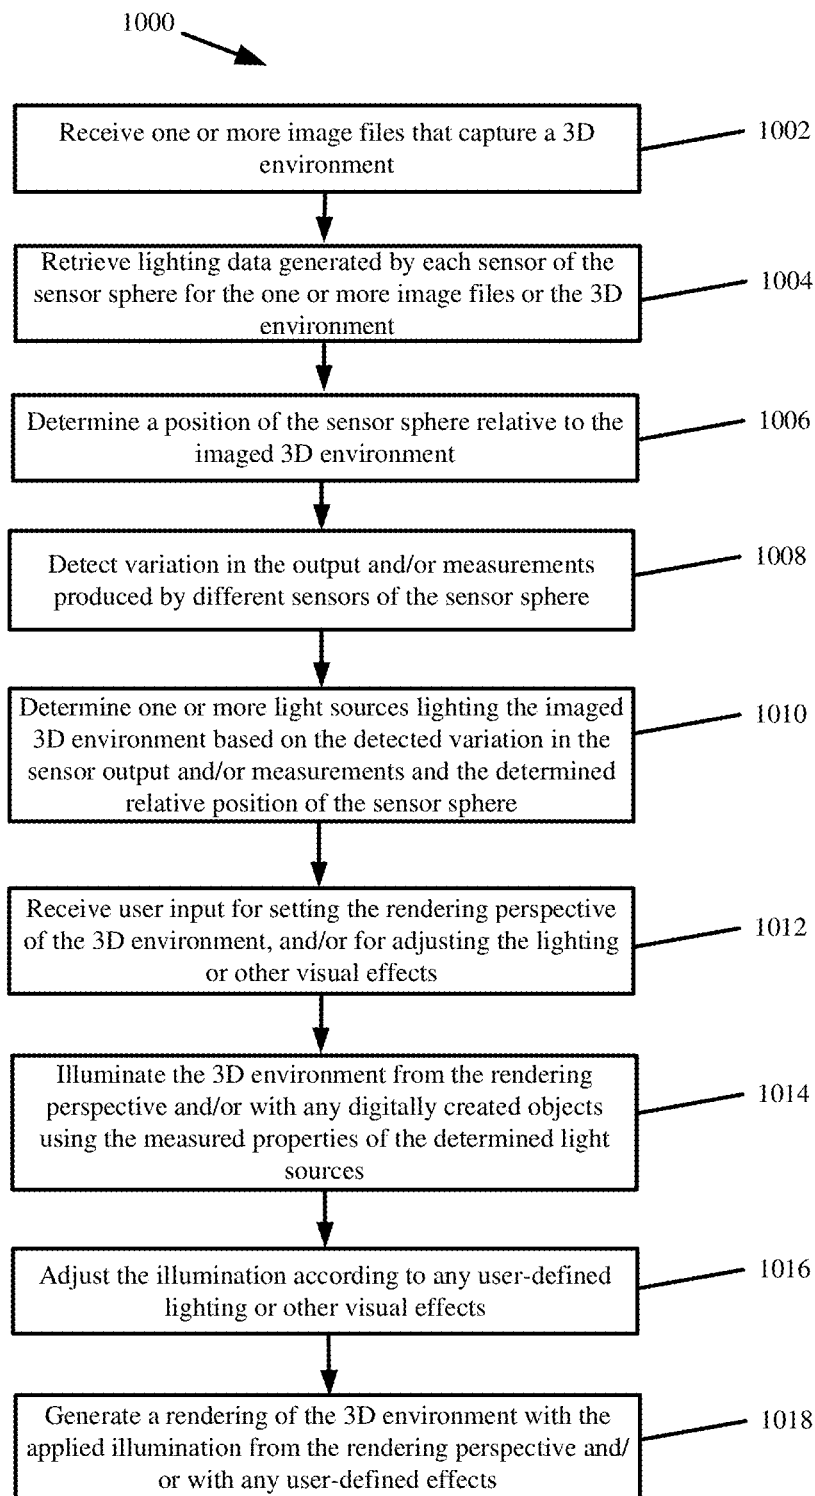 1000
Receive one or more image files that capture a 3D
environment
1002
Retrieve lighting data generated by each sensor of the
sensor sphere for the one or more image files or the 3D
environment
1004
Determine a position of the sensor sphere relative to the
imaged 3D environment
1006
Detect variation in the output and/or measurements
produced by different sensors of the sensor sphere
1008
Determine one or more light sources lighting the imaged
3D environment based on the detected variation in the
sensor output and/or measurements and the determined
relative position of the sensor sphere
1010
Receive user input for setting the rendering perspective
of the 3D environment, and/or for adjusting the lighting
or other visual effects
1012
Illuminate the 3D environment from the rendering
perspective and/or with any digitally created objects
using the measured properties of the determined light
sources
1014
Adjust the illumination according to any user-defined
lighting or other visual effects
1016
Generate a rendering of the 3D environment with the
applied illumination from the rendering perspective and/
or with any user-defined effects
1018